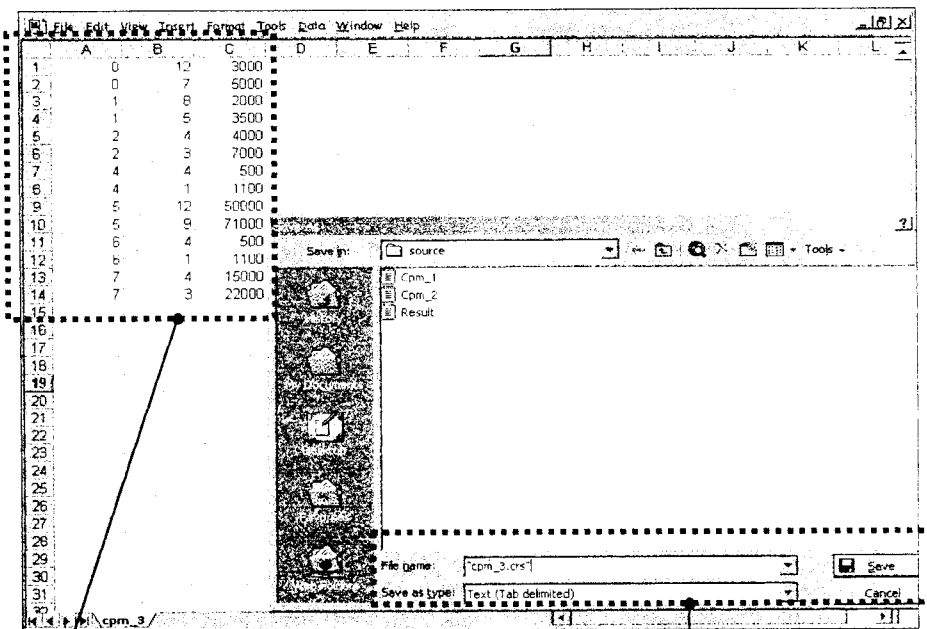 File Edit View Insert Format Tools Data Window Help
A B C D E F G H I J K L
1 0 12 3000
2 0 7 5000
3 1 8 2000
4 1 5 3500
5 2 4 4000
6 2 3 7000
7 4 4 500
8 4 1 1100
9 5 12 50000
10 5 9 71000
11 6 4 500
12 6 1 1100
13 7 4 15000
14 7 3 22000
15
16
17
18
19
20
21
22
23
24
25
26
27
28
29
30
31
32
Save in: source Tools
Cpm_1
Cpm_2
Result
My Documents
File name: "cpm_3.crs" Save
Save as type: Text (Tab delimited) Cancel
cpm_3